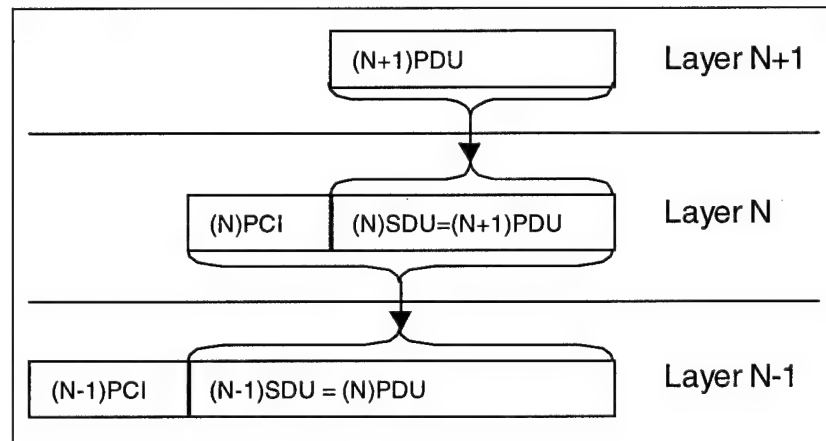 (N+1)PDU Layer N+1
(N)PCI (N)SDU=(N+1)PDU Layer N
(N-1)PCI (N-1)SDU = (N)PDU Layer N-1